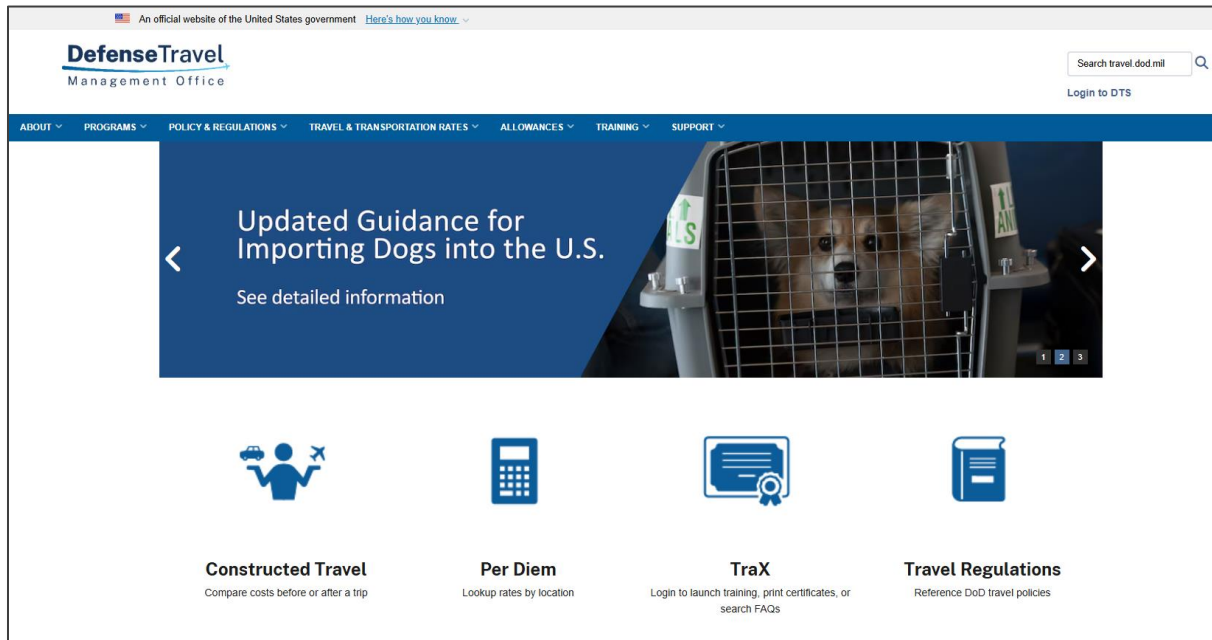 An official website of the United States government Here's how you know
DefenseTravel
Management Office
Search travel.dod.mil
Login to DTS
ABOUT PROGRAMS POLICY & REGULATIONS TRAVEL & TRANSPORTATION RATES ALLOWANCES TRAINING SUPPORT
Updated Guidance for
Importing Dogs into the U.S.
See detailed information
1 2 3
Constructed Travel
Compare costs before or after a trip
Per Diem
Lookup rates by location
TraX
Login to launch training, print certificates, or
search FAQs
Travel Regulations
Reference DoD travel policies